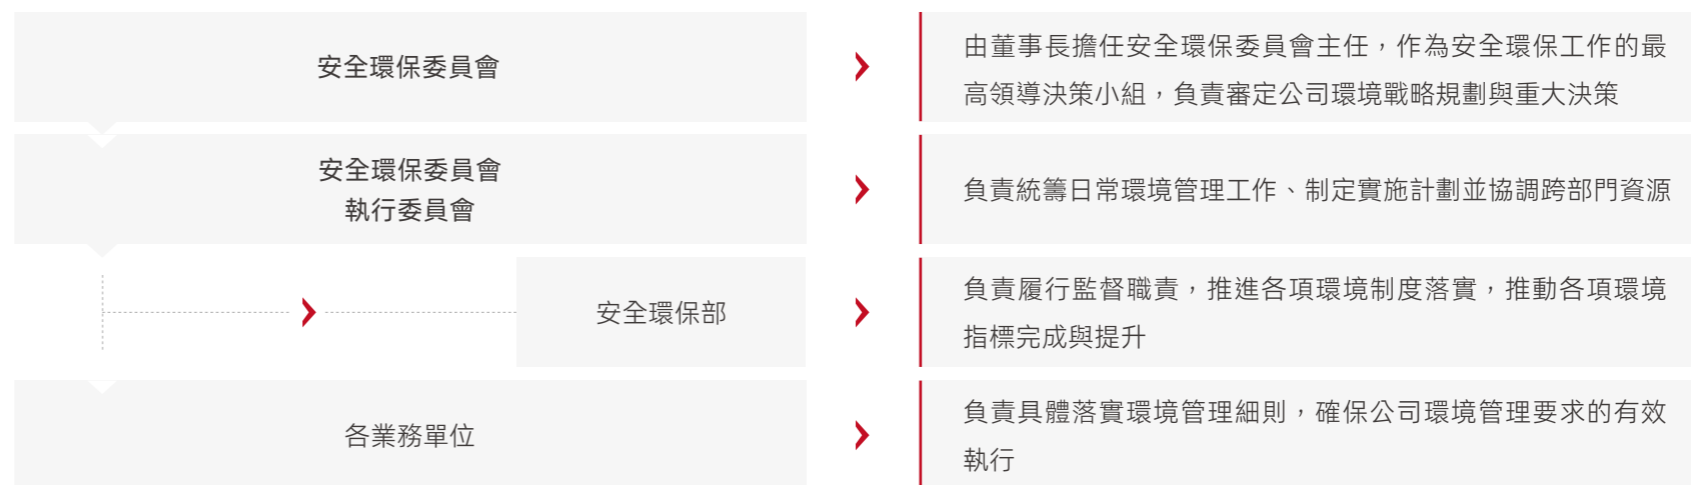 安全環保委員會
由董事長擔任安全環保委員會主任，作為安全環保工作的最
高領導決策小組，負責審定公司環境戰略規劃與重大決策
安全環保委員會
執行委員會
負責統籌日常環境管理工作、制定實施計劃並協調跨部門資源
安全環保部
負責履行監督職責，推進各項環境制度落實，推動各項環境
指標完成與提升
各業務單位
負責具體落實環境管理細則，確保公司環境管理要求的有效
執行